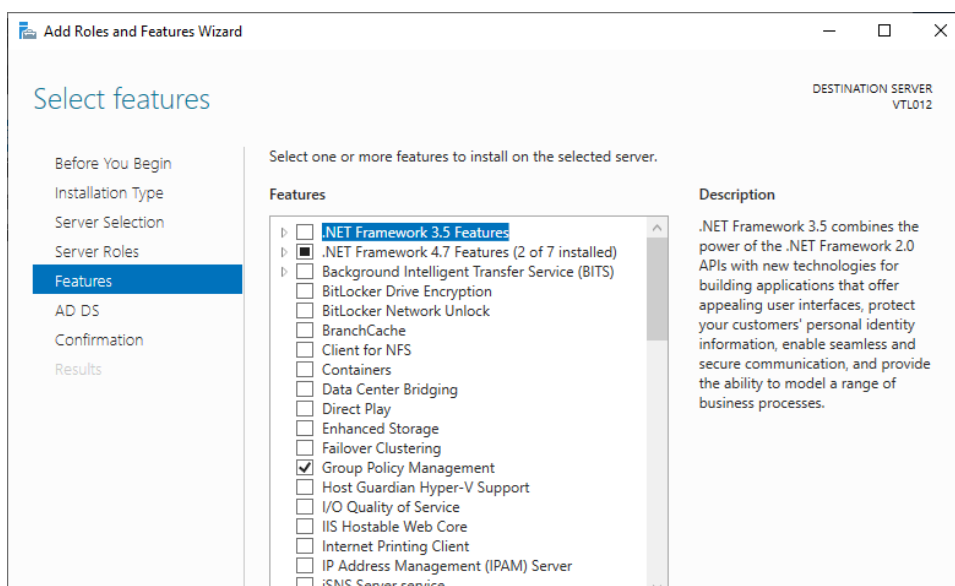 Add Roles and Features Wizard
Select features
DESTINATION SERVER
VTL012
Before You Begin
Installation Type
Server Selection
Server Roles
Features
AD DS
Confirmation
Results
Select one or more features to install on the selected server.
Features
.NET Framework 3.5 Features
.NET Framework 4.7 Features (2 of 7 installed)
Background Intelligent Transfer Service (BITS)
BitLocker Drive Encryption
BitLocker Network Unlock
BranchCache
Client for NFS
Containers
Data Center Bridging
Direct Play
Enhanced Storage
Failover Clustering
Group Policy Management
Host Guardian Hyper-V Support
I/O Quality of Service
IIS Hostable Web Core
Internet Printing Client
IP Address Management (IPAM) Server
iSNS Server service
Description
.NET Framework 3.5 combines the
power of the .NET Framework 2.0
APIs with new technologies for
building applications that offer
appealing user interfaces, protect
your customers' personal identity
information, enable seamless and
secure communication, and provide
the ability to model a range of
business processes.